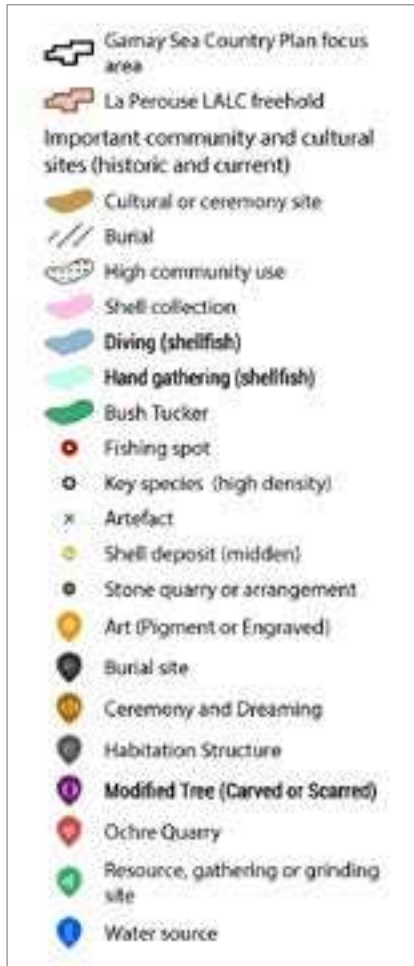 Gamay Sea Country Plan focus
area
La Perouse LALC freehold
Important community and cultural
sites (historic and current)
Cultural or ceremony site
Burial
High community use
Shell collection
Diving (shellfish)
Hand gathering (shellfish)
Bush Tucker
Fishing spot
Key species (high density)
Artefact
Shell deposit (midden)
Stone quarry or arrangement
Art (Pigment or Engraved)
Burial site
Ceremony and Dreaming
Habitation Structure
Modified Tree (Carved or Scarred)
Ochre Quarry
Resource, gathering or grinding
site
Water source